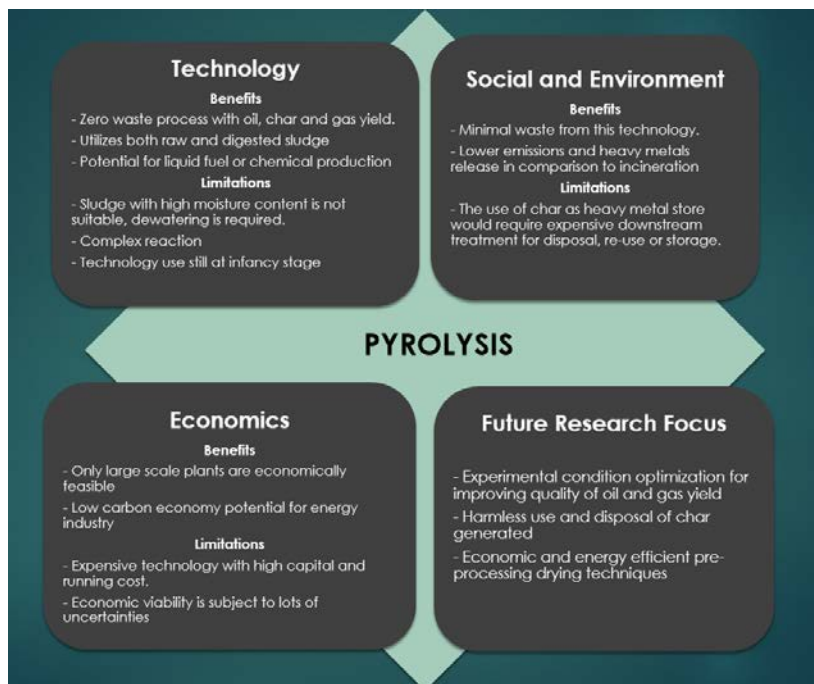 Technology
Benefits
- Zero waste process with oil, char and gas yield.
- Utilizes both raw and digested sludge
- Potential for liquid fuel or chemical production
Limitations
- Sludge with high moisture content is not
suitable, dewatering is required.
- Complex reaction
- Technology use still at infancy stage
Social and Environment
Benefits
- Minimal waste from this technology.
- Lower emissions and heavy metals
release in comparison to incineration
Limitations
- The use of char as heavy metal store
would require expensive downstream
treatment for disposal, re-use or storage.
PYROLYSIS
Economics
Benefits
- Only large scale plants are economically
feasible
- Low carbon economy potential for energy
industry
Limitations
- Expensive technology with high capital and
running cost.
- Economic viability is subject to lots of
uncertainties
Future Research Focus
- Experimental condition optimization for
improving quality of oil and gas yield
- Harmless use and disposal of char
generated
- Economic and energy efficient pre-
processing drying techniques